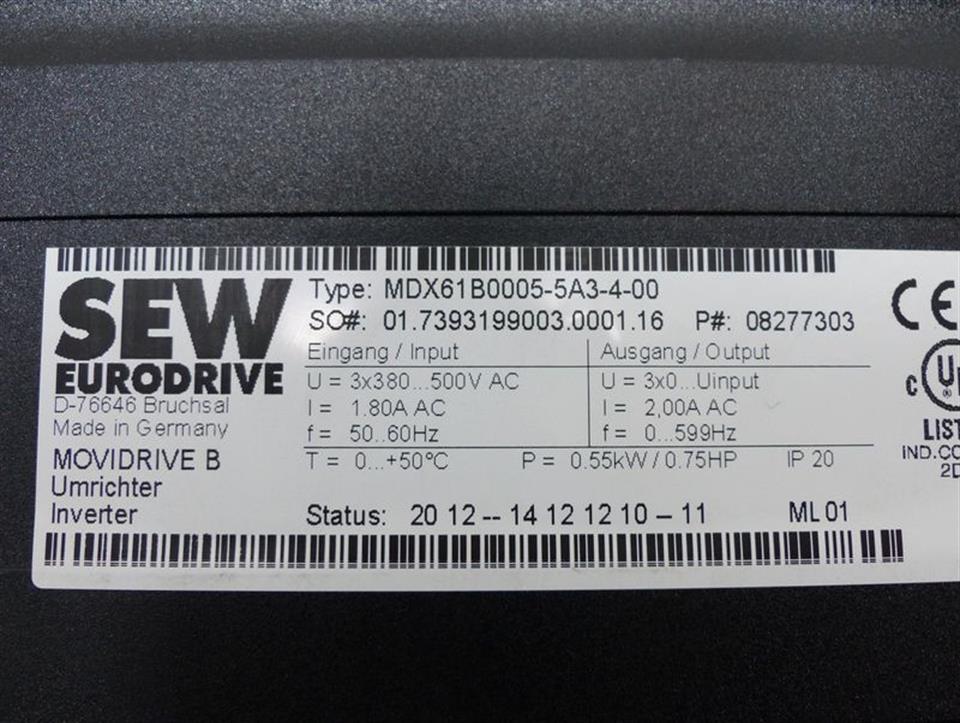 SEW
EURODRIVE
D-76646 Bruchsal
Made in Germany
MOVIDRIVE B
Umrichter
Inverter
Type: MDX61B0005-5A3-4-00
SO#: 01.7393199003.0001.16 P#: 08277303
Eingang / Input
U = 3x380...500V AC
I = 1.80A AC
f = 50..60Hz
Ausgang / Output
U = 3x0...Uinput
I = 2,00A AC
f = 0...599Hz
T = 0...+50°C P = 0.55kW / 0.75HP IP 20
Status: 20 12 -- 14 12 12 10 – 11 ML 01
CE
c
LIST
IND.CO
2D